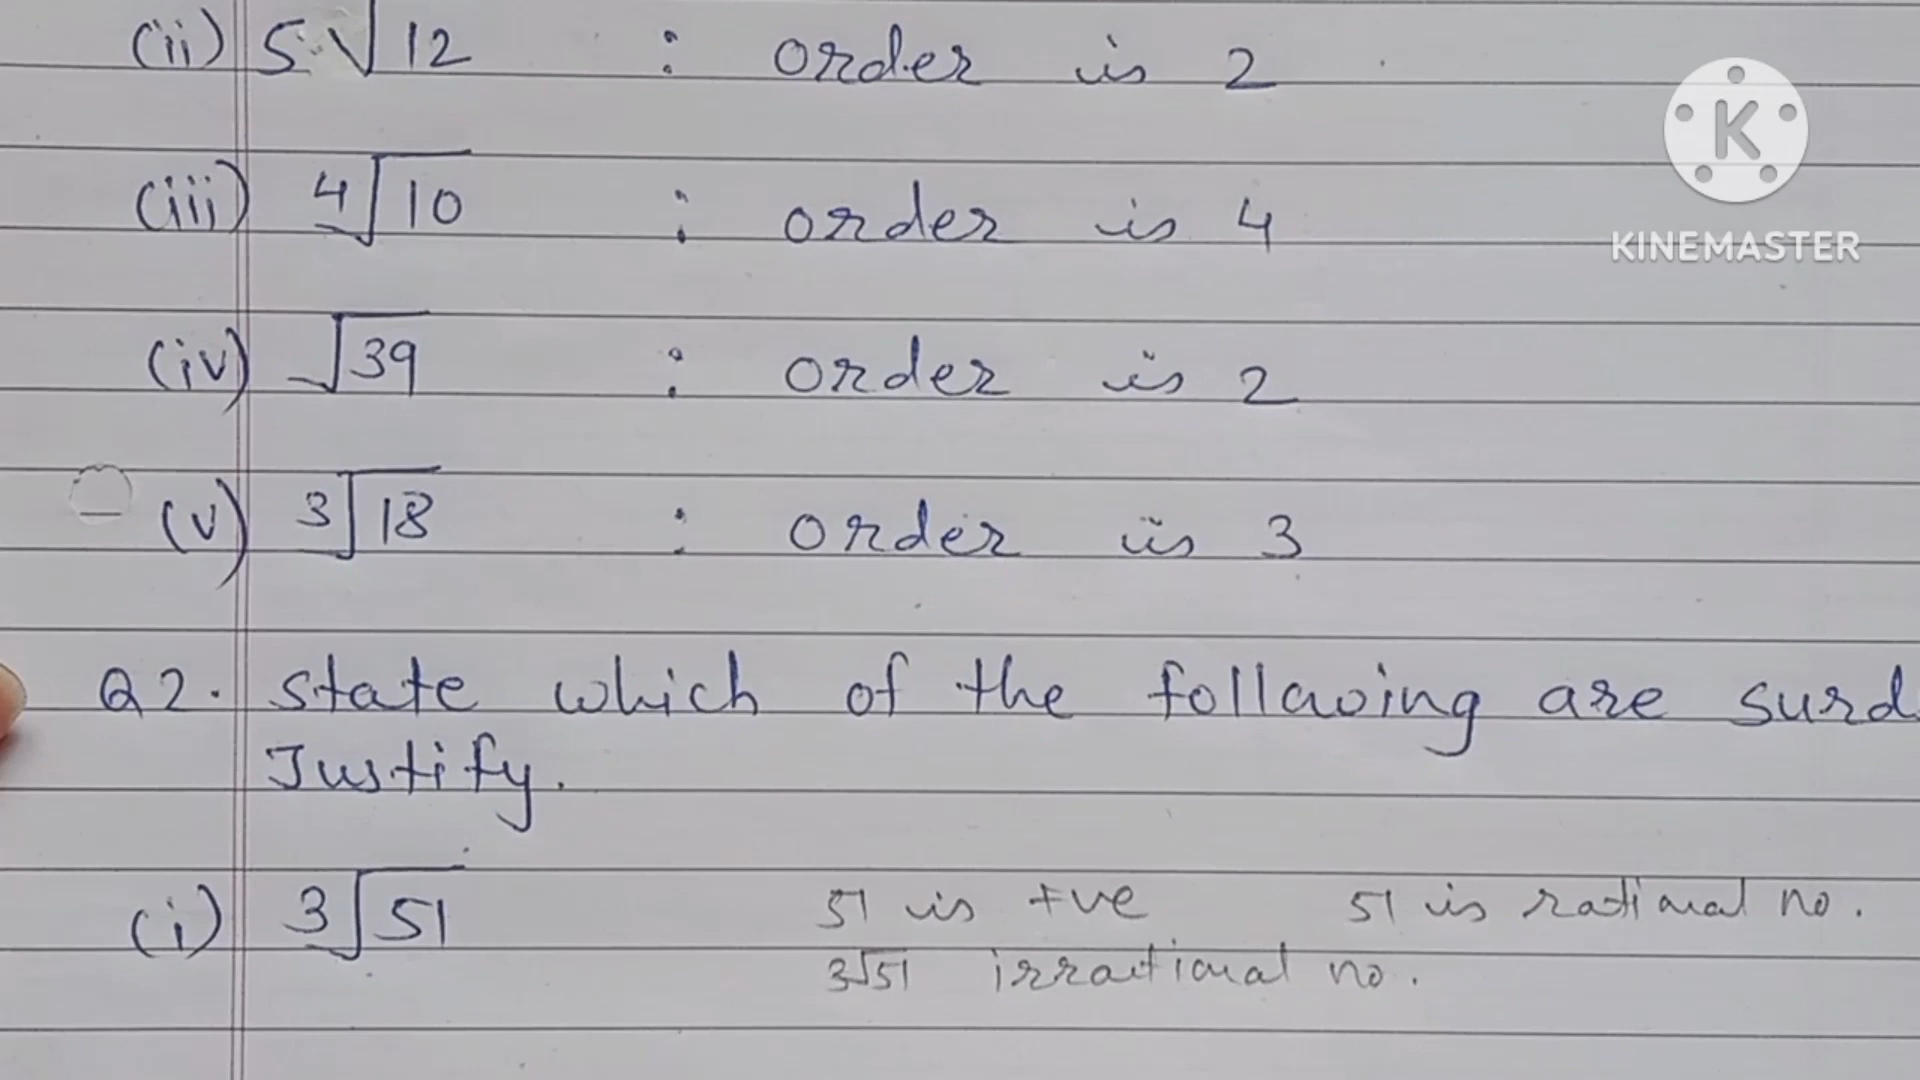 (ii) 5√12 : order is 2
(iii) ⁴√10 : order is 4
(iv) √39 : order is 2
(v) ³√18 : order is 3
Q2. State which of the following are surd
Justify.
(i) ³√51 51 is +ve 51 is rational no.
³√51 irrational no.
K
KINEMASTER